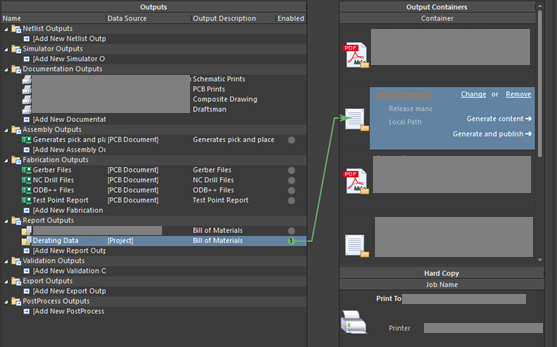 Outputs
Name Data Source Output Description Enabled
Netlist Outputs
[Add New Netlist Outp
Simulator Outputs
[Add New Simulator O
Documentation Outputs
Schematic Prints
PCB Prints
Composite Drawing
Draftsman
[Add New Documentat
Assembly Outputs
Generates pick and pla [PCB Document] Generates pick and place
[Add New Assembly Ou
Fabrication Outputs
Gerber Files [PCB Document] Gerber Files
NC Drill Files [PCB Document] NC Drill Files
ODB++ Files [PCB Document] ODB++ Files
Test Point Report [PCB Document] Test Point Report
[Add New Fabrication
Report Outputs
Bill of Materials
Derating Data [Project] Bill of Materials 1
[Add New Report Outp
Validation Outputs
[Add New Validation C
Export Outputs
[Add New Export Outp
PostProcess Outputs
[Add New PostProcess
Output Containers
Container
PDF
Change or Remove
Release mana
Local Path
Generate content
Generate and publish
PDF
Hard Copy
Job Name
Print To
Printer